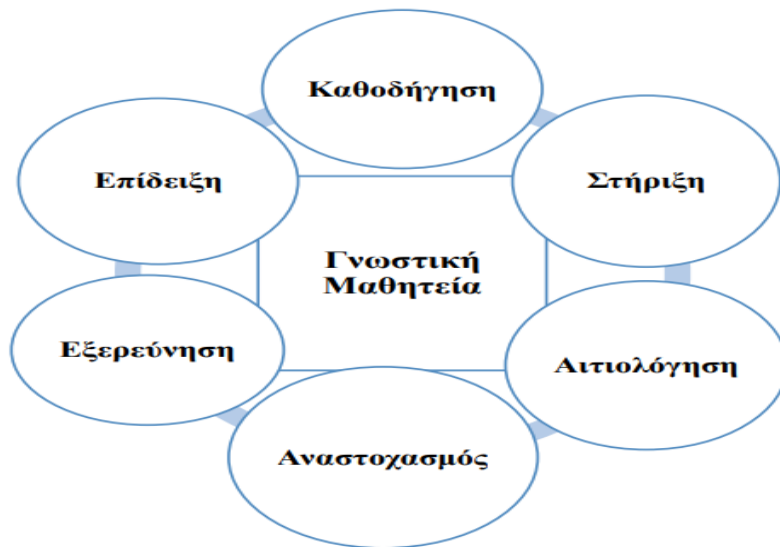 Καθοδήγηση
Επίδειξη
Στήριξη
Γνωστική
Μαθητεία
Εξερεύνηση
Αιτιολόγηση
Αναστοχασμός